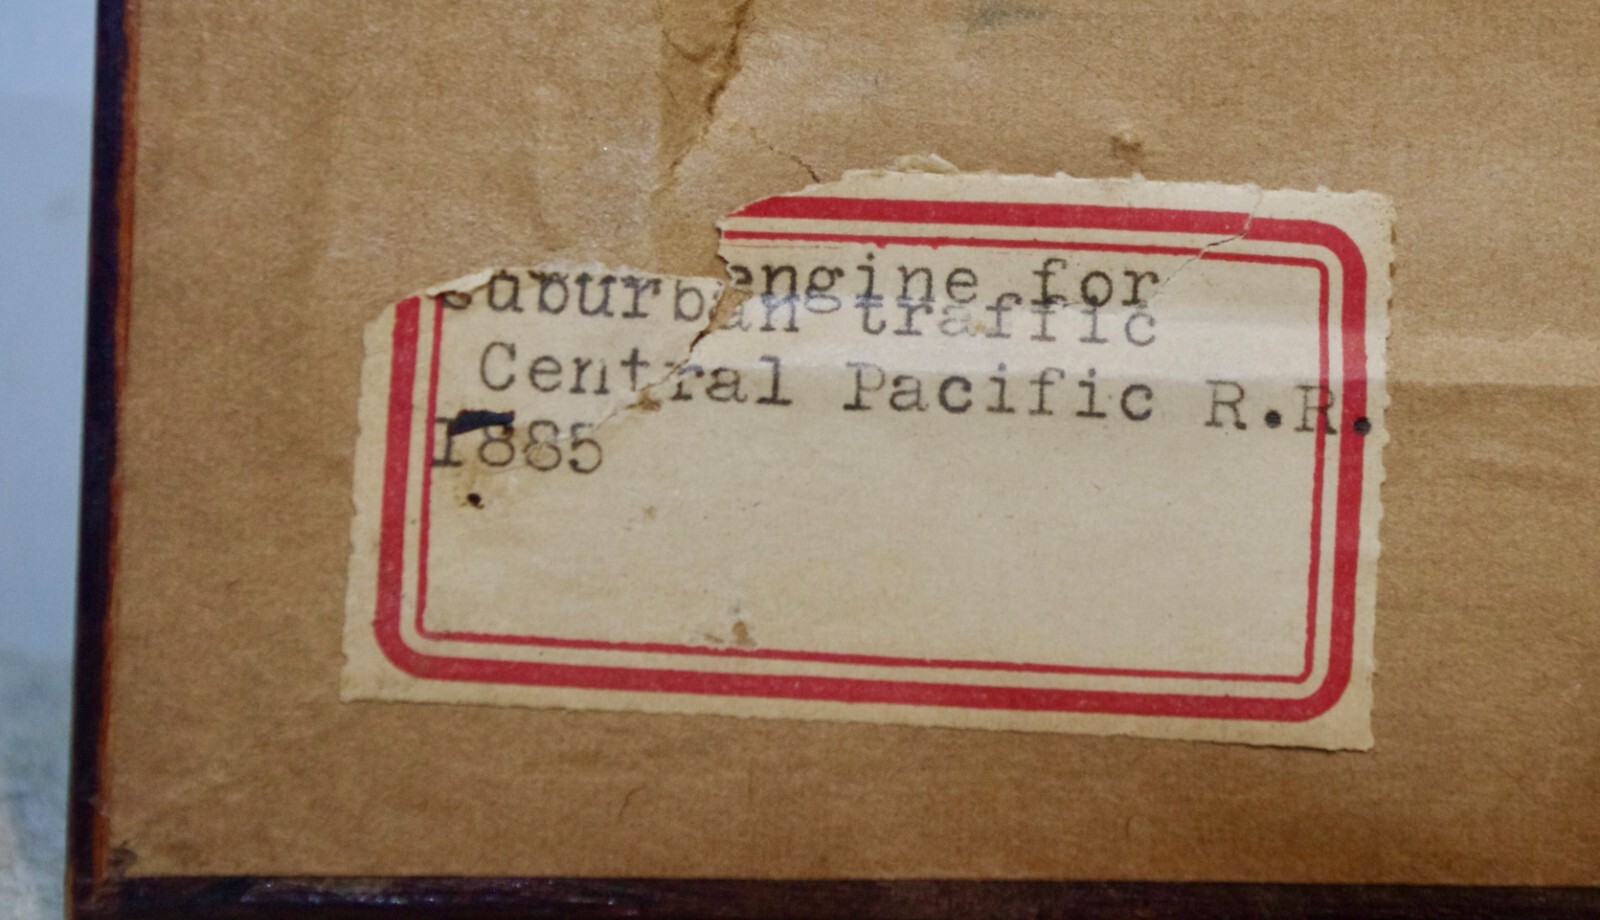 engine for
suburban traffic
Central Pacific R.R.
1885